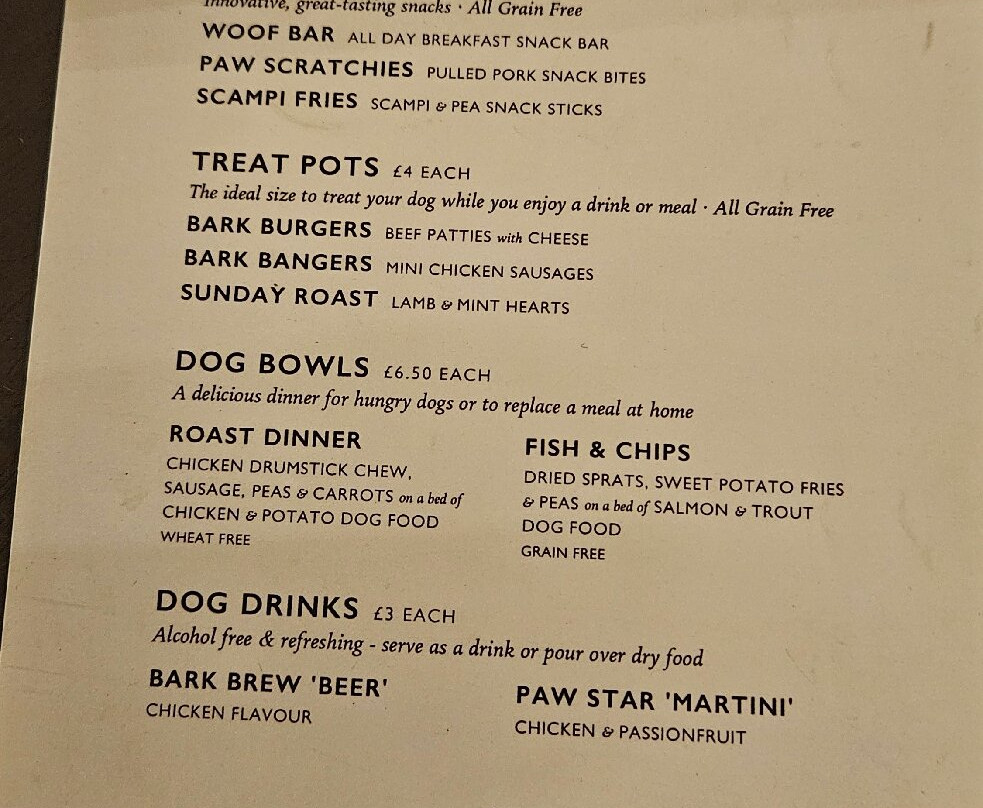 Innovative, great-tasting snacks · All Grain Free
WOOF BAR ALL DAY BREAKFAST SNACK BAR
PAW SCRATCHIES PULLED PORK SNACK BITES
SCAMPI FRIES SCAMPI & PEA SNACK STICKS
TREAT POTS £4 EACH
The ideal size to treat your dog while you enjoy a drink or meal · All Grain Free
BARK BURGERS BEEF PATTIES with CHEESE
BARK BANGERS MINI CHICKEN SAUSAGES
SUNDAY ROAST LAMB & MINT HEARTS
DOG BOWLS £6.50 EACH
A delicious dinner for hungry dogs or to replace a meal at home
ROAST DINNER
CHICKEN DRUMSTICK CHEW,
SAUSAGE, PEAS & CARROTS on a bed of
CHICKEN & POTATO DOG FOOD
WHEAT FREE
FISH & CHIPS
DRIED SPRATS, SWEET POTATO FRIES
& PEAS on a bed of SALMON & TROUT
DOG FOOD
GRAIN FREE
DOG DRINKS £3 EACH
Alcohol free & refreshing - serve as a drink or pour over dry food
BARK BREW 'BEER'
CHICKEN FLAVOUR
PAW STAR 'MARTINI'
CHICKEN & PASSIONFRUIT